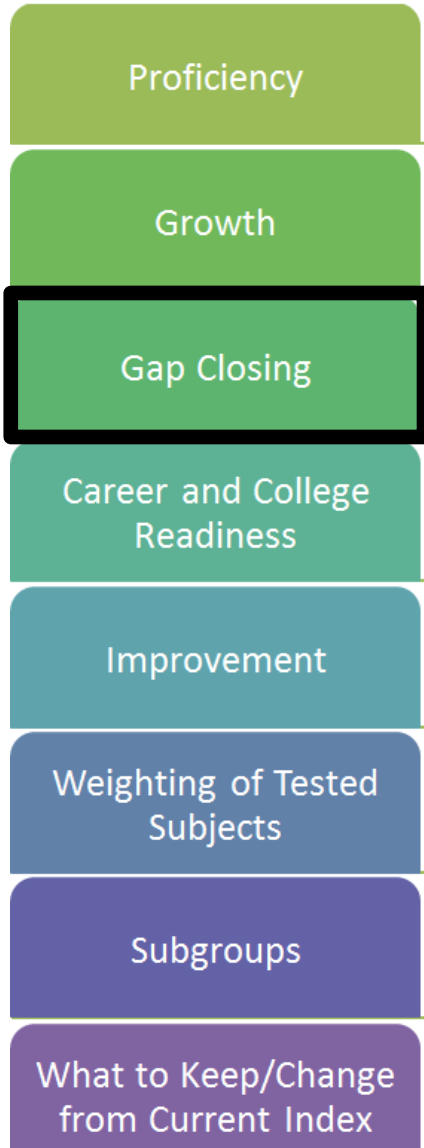 Proficiency
Growth
Gap Closing
Career and College
Readiness
Improvement
Weighting of Tested
Subjects
Subgroups
What to Keep/Change
from Current Index